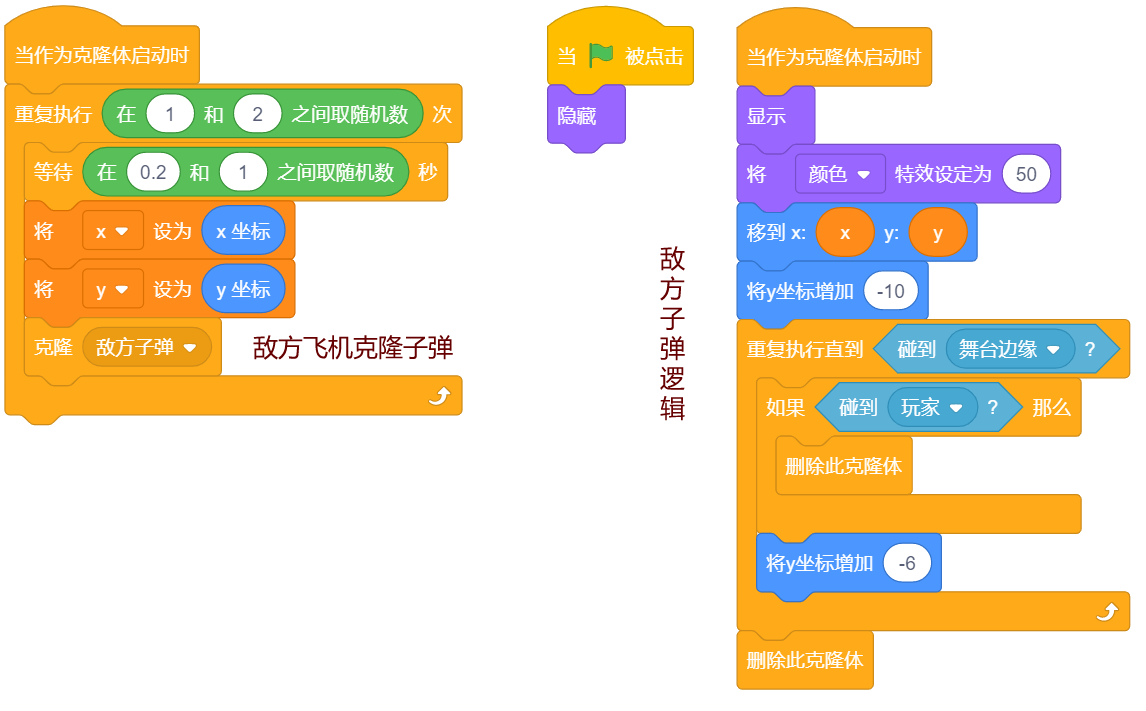 当作为克隆体启动时
重复执行 在 1 和 2 之间取随机数 次
等待 在 0.2 和 1 之间取随机数 秒
将 x 设为 x 坐标
将 y 设为 y 坐标
克隆 敌方子弹
敌方飞机克隆子弹
当 被点击
隐藏
敌方子弹逻辑
当作为克隆体启动时
显示
将 颜色 特效设定为 50
移到 x: x y: y
将y坐标增加 -10
重复执行直到 碰到 舞台边缘 ?
如果 碰到 玩家 ? 那么
删除此克隆体
将y坐标增加 -6
删除此克隆体